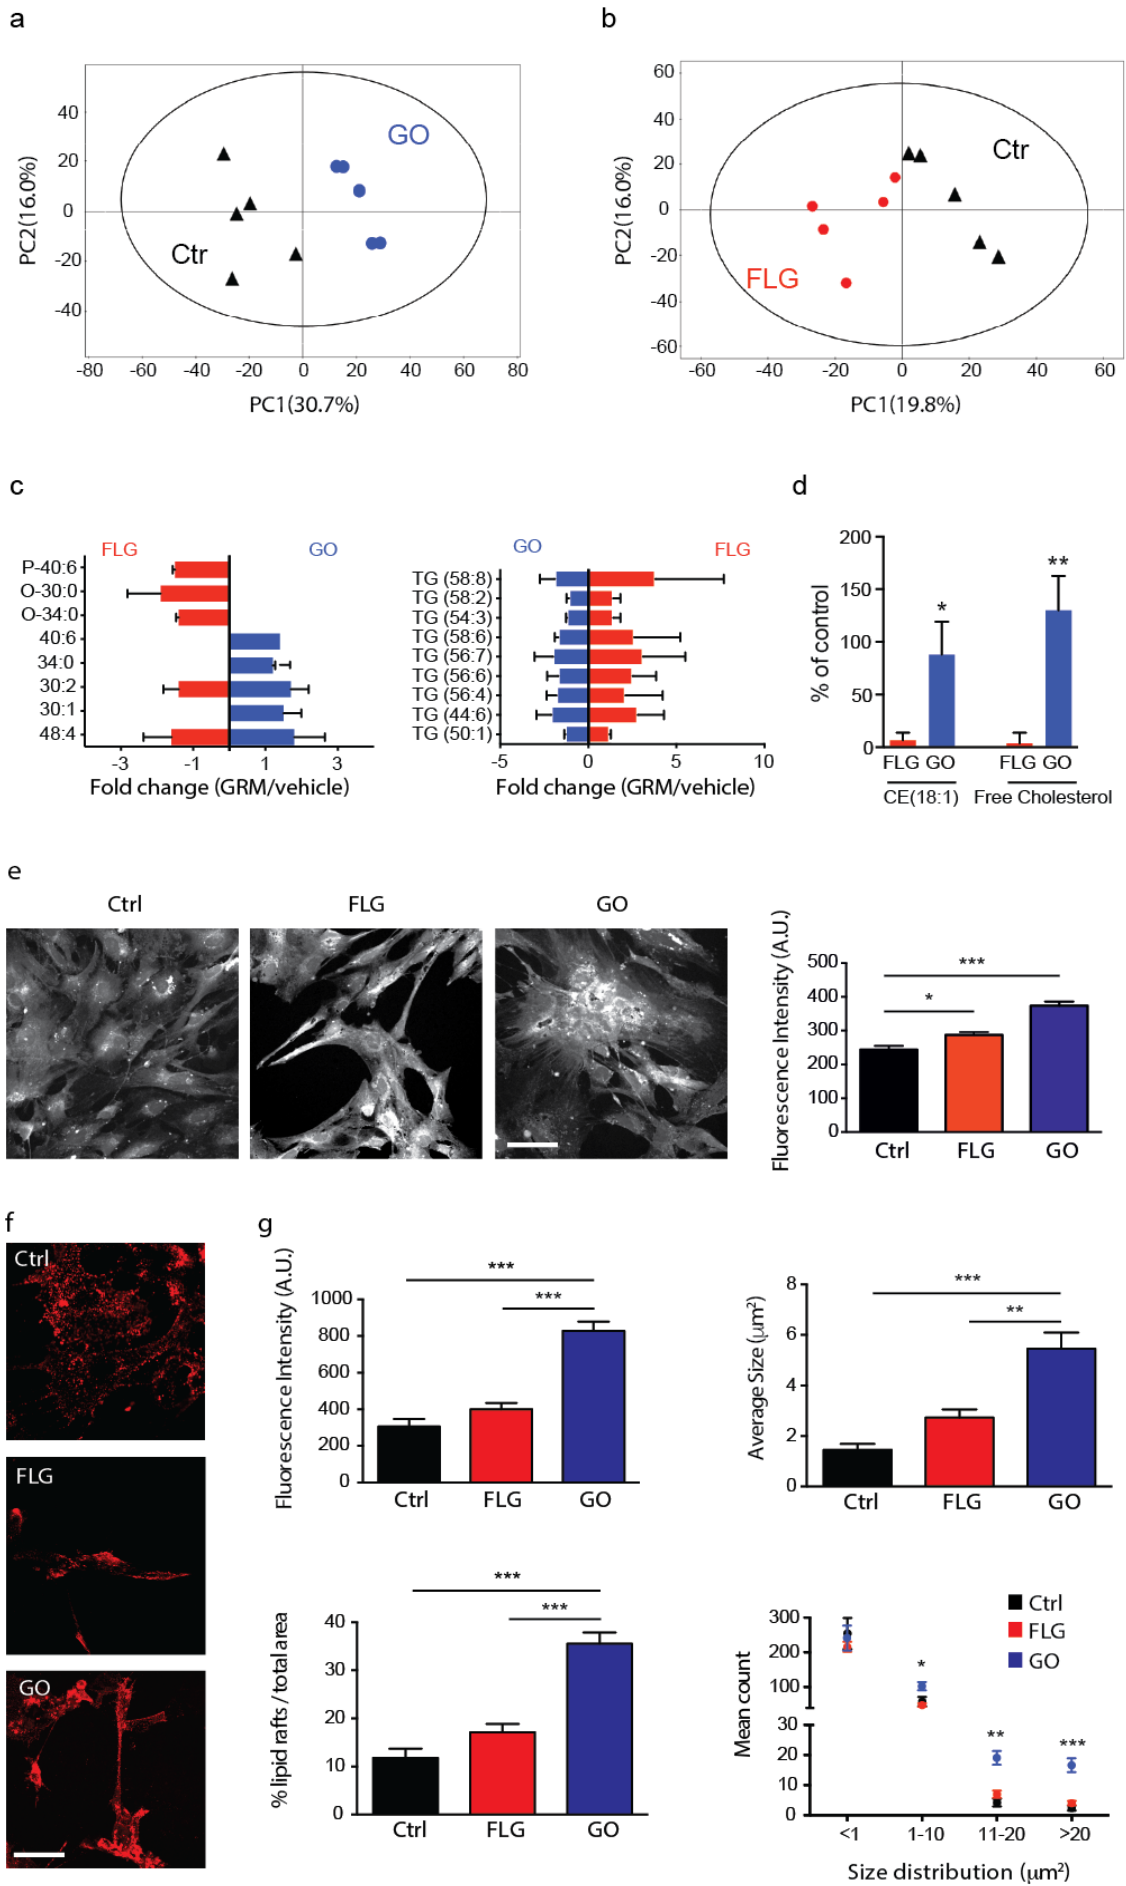 a
b
GO
Ctr
PC2(16.0%)
40
20
0
-20
-40
-80 -60 -40 -20 0 20 40 60 80
PC1(30.7%)
Ctr
FLG
PC2(16.0%)
60
40
20
0
-20
-40
-60
-60 -40 -20 0 20 40 60
PC1(19.8%)
c
FLG GO
P-40:6
O-30:0
O-34:0
40:6
34:0
30:2
30:1
48:4
-3 -1 1 3
Fold change (GRM/vehicle)
GO FLG
TG (58:8)
TG (58:2)
TG (54:3)
TG (58:6)
TG (56:7)
TG (56:6)
TG (56:4)
TG (44:6)
TG (50:1)
-5 0 5 10
Fold change (GRM/vehicle)
d
% of control
200
150
100
50
0
* **
FLG GO FLG GO
CE(18:1) Free Cholesterol
e
Ctrl FLG GO
Fluorescence Intensity (A.U.)
500
400
300
200
100
0
***
*
Ctrl FLG GO
f
Ctrl
FLG
GO
g
Fluorescence Intensity (A.U.)
1000
800
600
400
200
0
***
***
Ctrl FLG GO
Average Size (µm²)
8
6
4
2
0
***
**
Ctrl FLG GO
% lipid rafts / total area
40
30
20
10
0
***
***
Ctrl FLG GO
Mean count
300
200
100
30
20
10
0
Ctrl
FLG
GO
*
**
***
<1 1-10 11-20 >20
Size distribution (µm²)